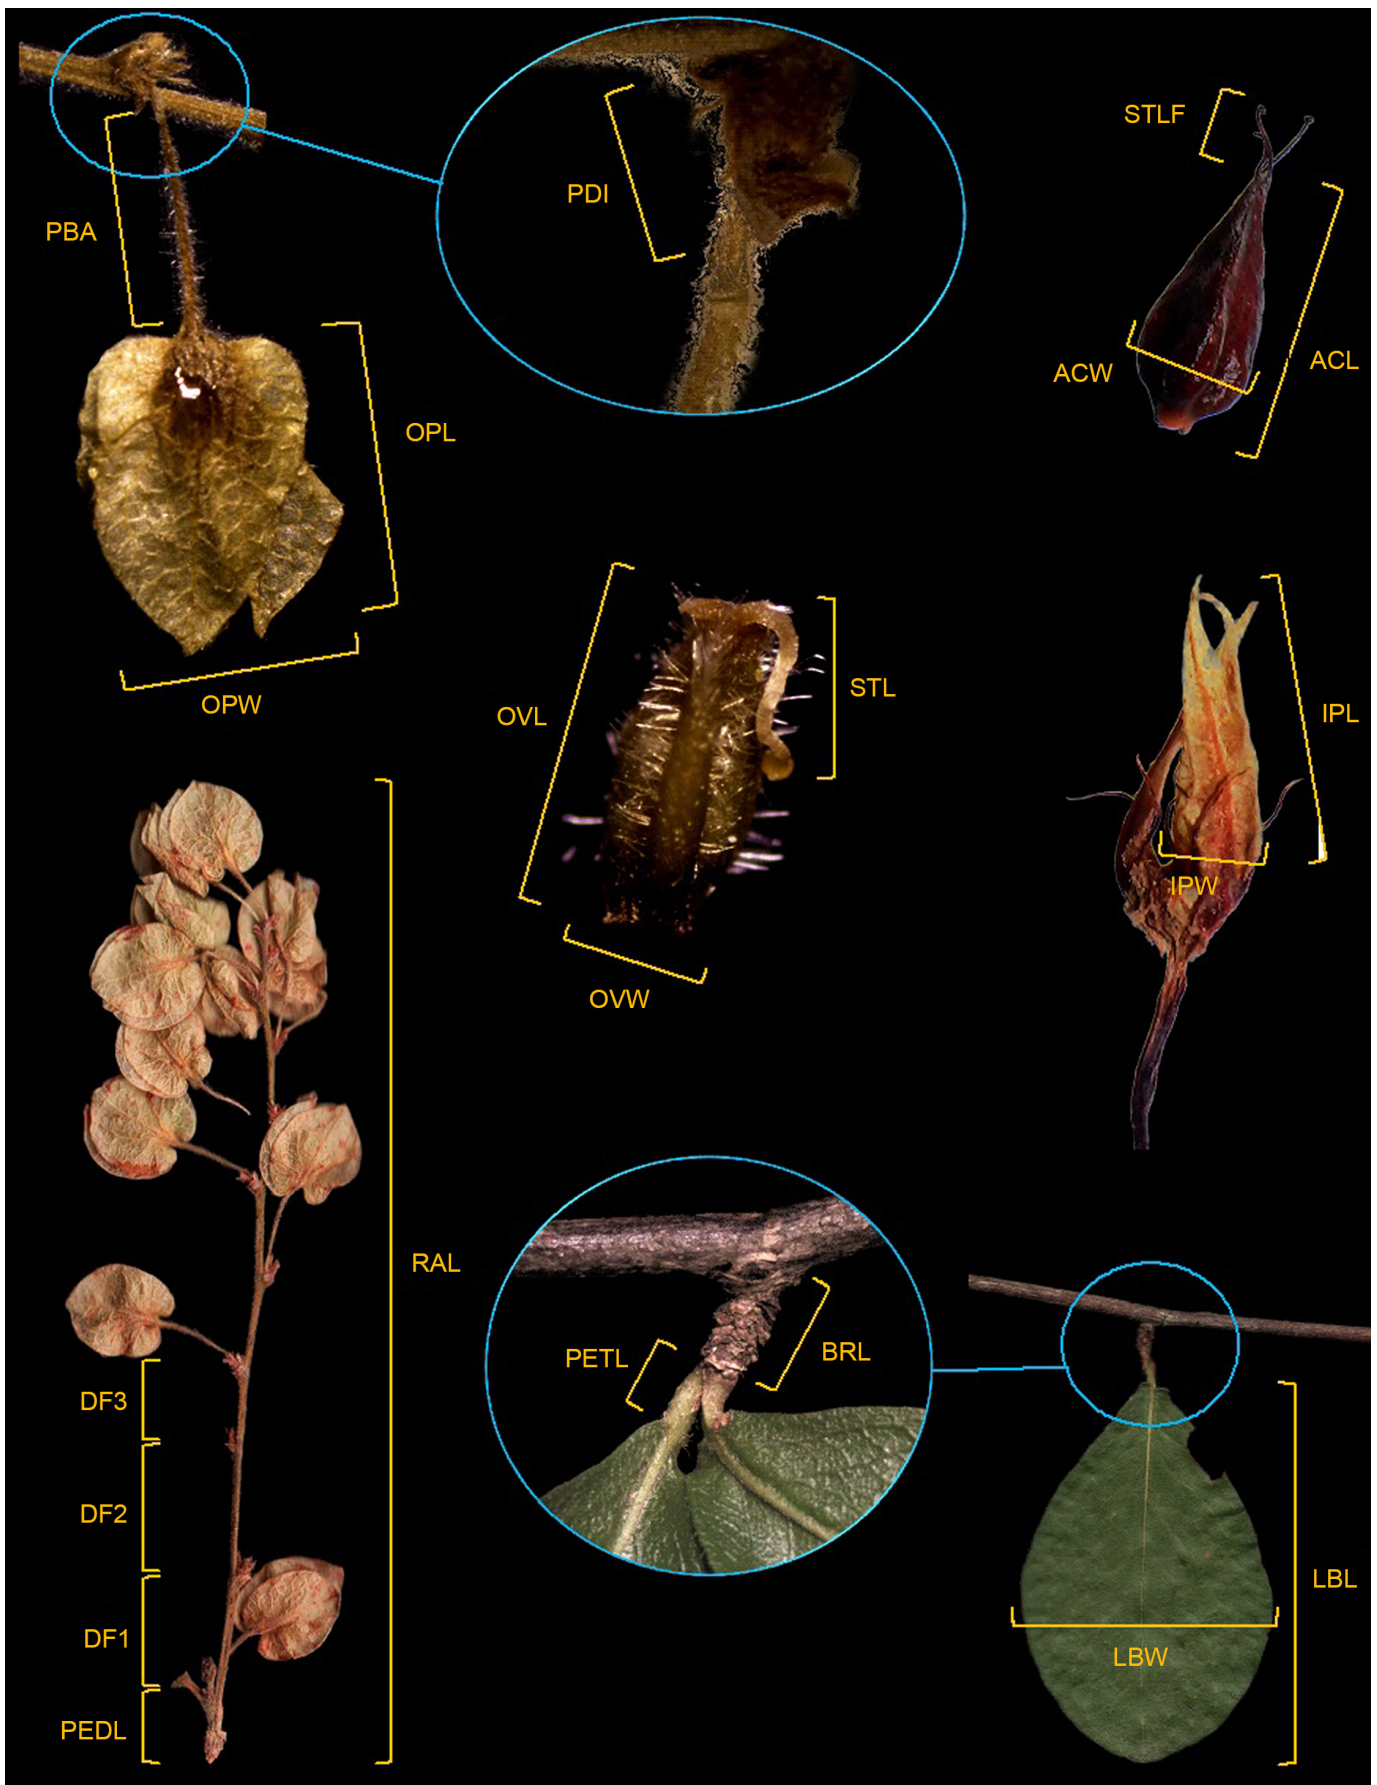 STLF
PDI
PBA
ACL
ACW
OPL
STL
OPW
OVL
IPL
IPW
OVW
RAL
BRL
PETL
DF3
DF2
LBL
DF1
LBW
PEDL